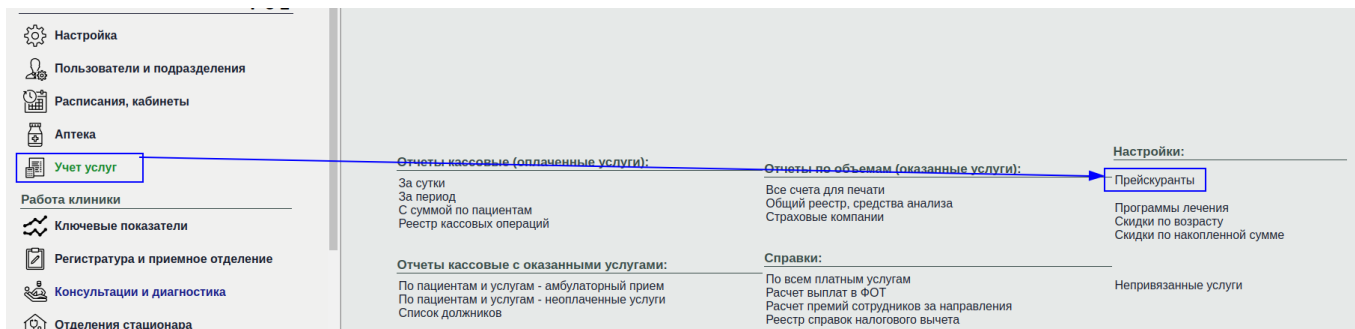 Настройка
Пользователи и подразделения
Расписания, кабинеты
Аптека
Учет услуг
Работа клиники
Ключевые показатели
Регистратура и приемное отделение
Консультации и диагностика
Отделения стационара
Отчеты кассовые (оплаченные услуги):
За сутки
За период
С суммой по пациентам
Реестр кассовых операций
Отчеты кассовые с оказанными услугами:
По пациентам и услугам - амбулаторный прием
По пациентам и услугам - неоплаченные услуги
Список должников
Отчеты по объемам (оказанные услуги):
Все счета для печати
Общий реестр, средства анализа
Страховые компании
Справки:
По всем платным услугам
Расчет выплат в ФОТ
Расчет премий сотрудников за направления
Реестр справок налогового вычета
Настройки:
Прейскуранты
Программы лечения
Скидки по возрасту
Скидки по накопленной сумме
Непривязанные услуги